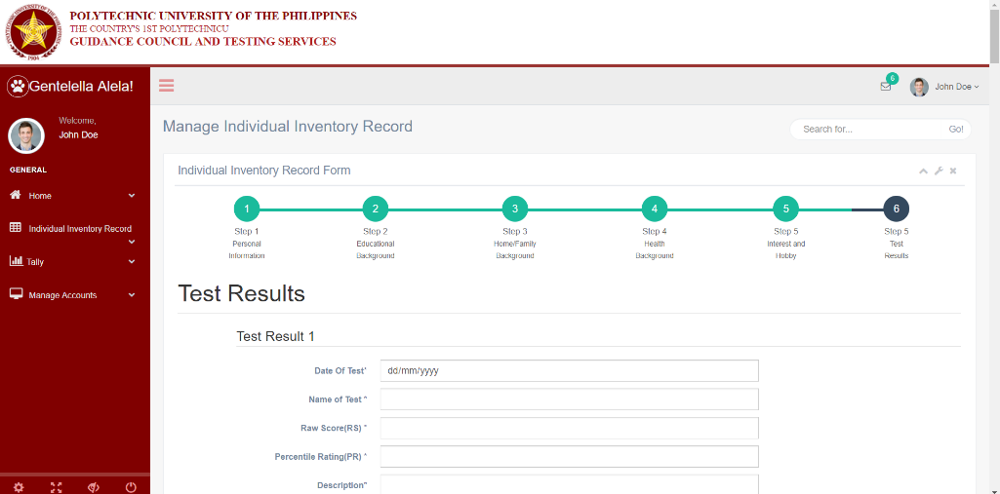 POLYTECHNIC UNIVERSITY OF THE PHILIPPINES
THE COUNTRY'S 1ST POLYTECHNICU
GUIDANCE COUNCIL AND TESTING SERVICES
Gentelella Alela!
6
John Doe
Welcome,
John Doe
GENERAL
Home
Individual Inventory Record
Tally
Manage Accounts
Manage Individual Inventory Record
Search for...
Go!
Individual Inventory Record Form
1
2
3
4
5
6
Step 1
Personal
Information
Step 2
Educational
Background
Step 3
Home/Family
Background
Step 4
Health
Background
Step 5
Interest and
Hobby
Step 5
Test
Results
Test Results
Test Result 1
Date Of Test*
dd/mm/yyyy
Name of Test *
Raw Score(RS) *
Percentile Rating(PR) *
Description*